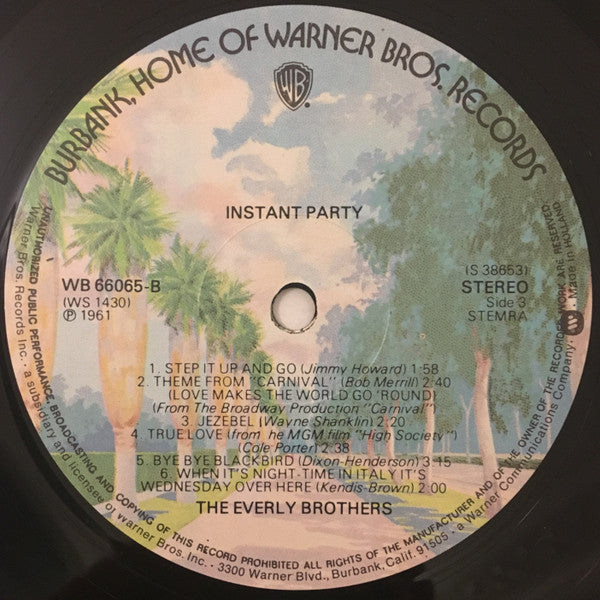 BURBANK, HOME OF WARNER BROS. RECORDS
WB
INSTANT PARTY
WB 66065-B
(WS 1430)
℗ 1961
(S 38653)
STEREO
Side 3
STEMRA
1. STEP IT UP AND GO (Jimmy Howard) 1:58
2. THEME FROM "CARNIVAL" (Bob Merrill) 2:40
(LOVE MAKES THE WORLD GO 'ROUND)
(From The Broadway Production "Carnival")
3. JEZEBEL (Wayne Shanklin) 2:20
4. TRUE LOVE (from he MGM film "High Society")
(Cole Porter) 2:38
5. BYE BYE BLACKBIRD (Dixon-Henderson) 3:15
6. WHEN IT'S NIGHT-TIME IN ITALY IT'S
WEDNESDAY OVER HERE (Kendis-Brown) 2:00
THE EVERLY BROTHERS
UNAUTHORIZED PUBLIC PERFORMANCE, BROADCASTING AND COPYING OF THIS RECORD PROHIBITED ALL RIGHTS OF THE MANUFACTURER AND OF THE OWNER OF THE RECORDED WORK ARE RESERVED
Warner Bros. Records Inc. • a subsidiary and licensee of Warner Bros. Inc. • 3300 Warner Blvd., Burbank, Calif. 91505 • a Warner Communications Company. • Made in Holland